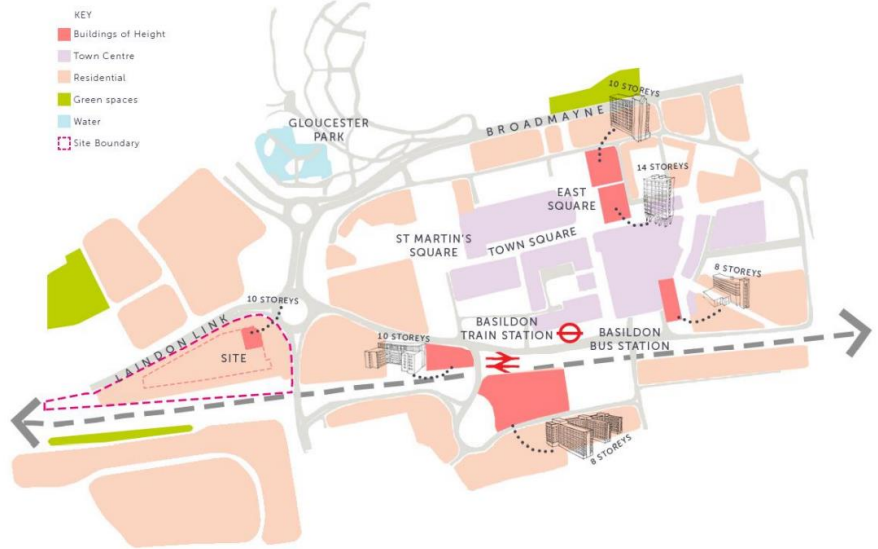 KEY
Buildings of Height
Town Centre
Residential
Green spaces
Water
Site Boundary
GLOUCESTER
PARK
BROADMAYNE
10 STOREYS
14 STOREYS
EAST
SQUARE
ST MARTIN'S
SQUARE
TOWN SQUARE
8 STOREYS
10 STOREYS
LAINDON LINK
SITE
10 STOREYS
BASILDON
TRAIN STATION
BASILDON
BUS STATION
8 STOREYS